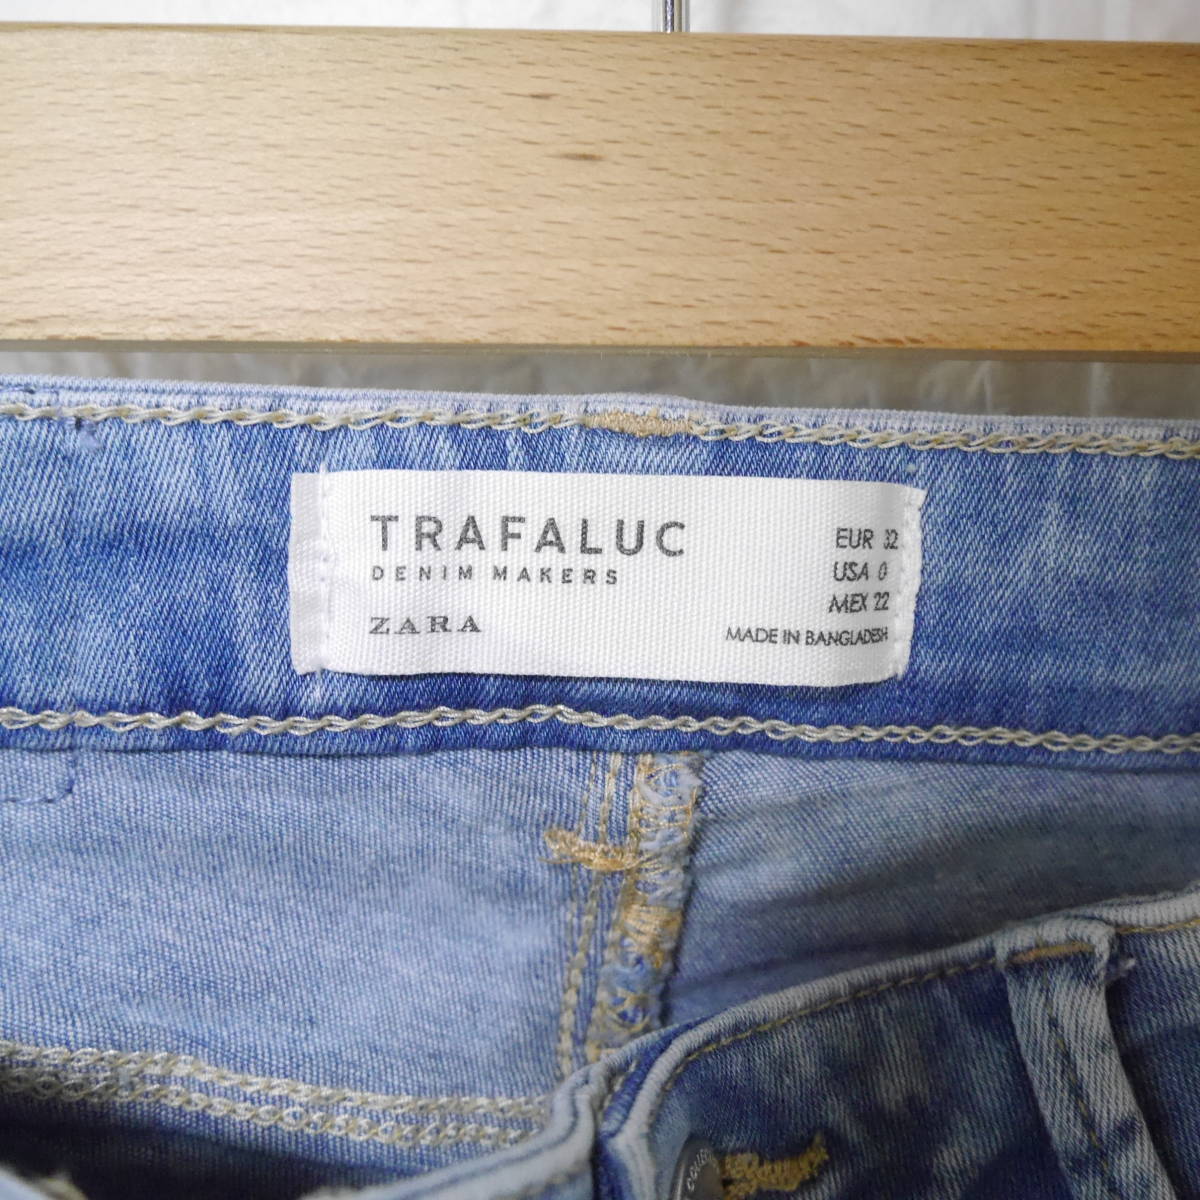 TRAFALUC
DENIM MAKERS
ZARA
EUR 32
USA 0
MEX 22
MADE IN BANGLADESH